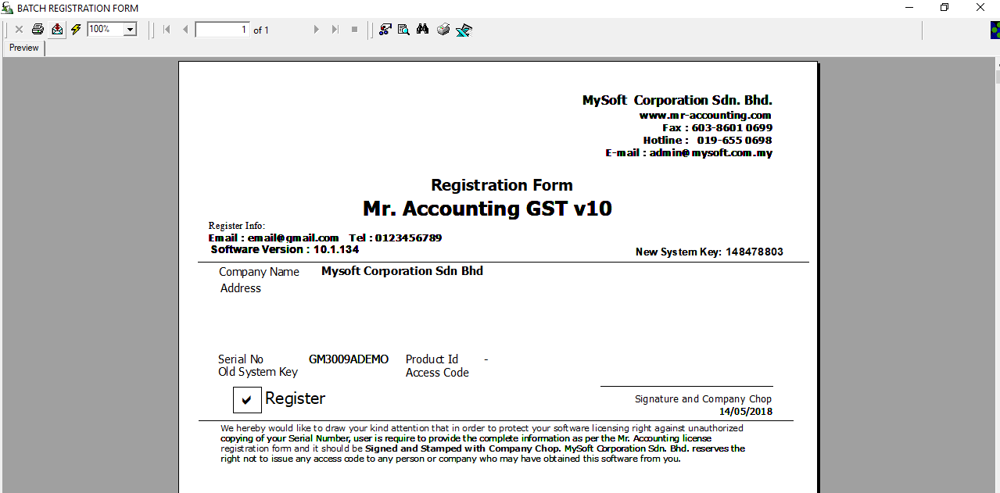 BATCH REGISTRATION FORM
100% 1 of 1
Preview
MySoft Corporation Sdn. Bhd.
www.mr-accounting.com
Fax : 603-8601 0699
Hotline : 019-655 0698
E-mail : admin@mysoft.com.my
Registration Form
Mr. Accounting GST v10
Register Info:
Email : email@gmail.com Tel : 0123456789
Software Version : 10.1.134
New System Key: 148478803
Company Name Mysoft Corporation Sdn Bhd
Address
Serial No GM3009ADEMO Product Id -
Old System Key Access Code
Register
Signature and Company Chop
14/05/2018
We hereby would like to draw your kind attention that in order to protect your software licensing right against unauthorized
copying of your Serial Number, user is require to provide the complete information as per the Mr. Accounting license
registration form and it should be Signed and Stamped with Company Chop. MySoft Corporation Sdn. Bhd. reserves the
right not to issue any access code to any person or company who may have obtained this software from you.